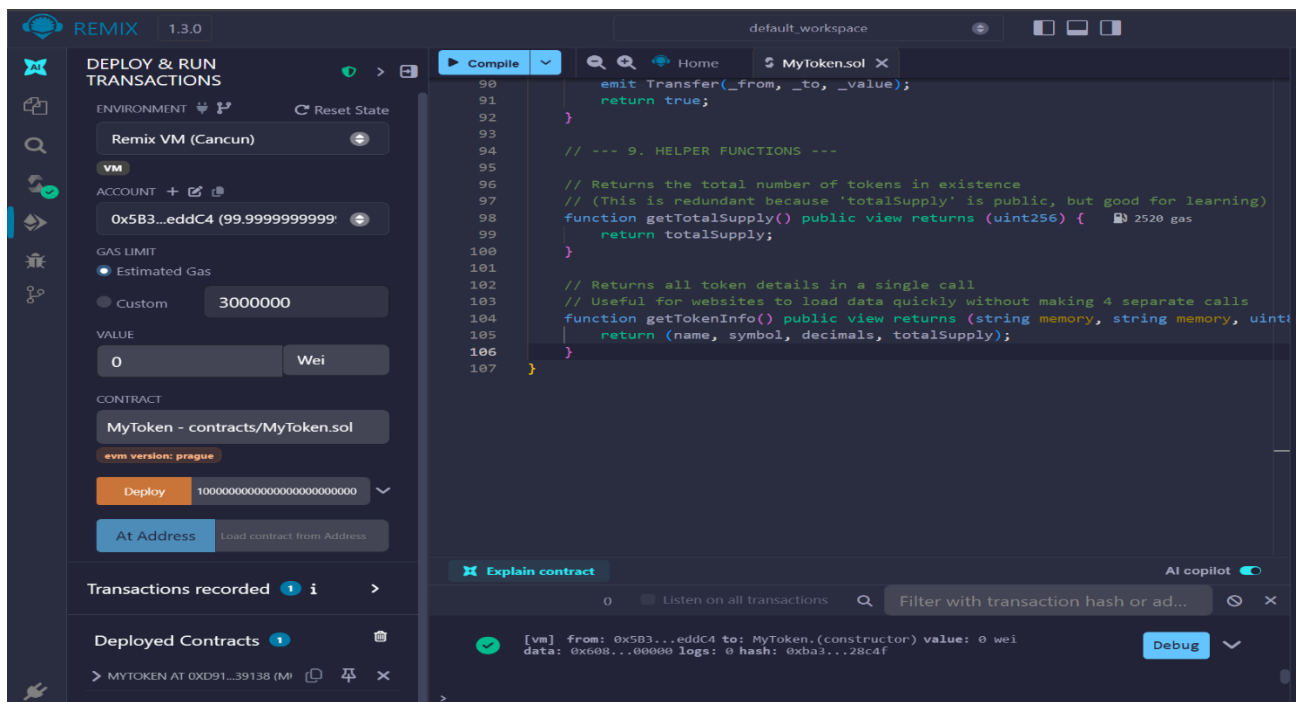 REMIX 1.3.0 default_workspace
DEPLOY & RUN
TRANSACTIONS
ENVIRONMENT Reset State
Remix VM (Cancun)
VM
ACCOUNT
0x5B3...eddC4 (99.9999999999
GAS LIMIT
Estimated Gas
Custom 3000000
VALUE
0 Wei
CONTRACT
MyToken - contracts/MyToken.sol
evm version: prague
Deploy
At Address Load contract from Address
Transactions recorded 1 i
Deployed Contracts 1
MYTOKEN AT 0XD91...39138 (M
AI
Compile Home MyToken.sol
90 emit Transfer(_from, _to, _value);
91 return true;
92 }
93
94 // --- 9. HELPER FUNCTIONS ---
95
96 // Returns the total number of tokens in existence
97 // (This is redundant because 'totalSupply' is public, but good for learning)
98 function getTotalSupply() public view returns (uint256) { 2520 gas
99 return totalSupply;
100 }
101
102 // Returns all token details in a single call
103 // Useful for websites to load data quickly without making 4 separate calls
104 function getTokenInfo() public view returns (string memory, string memory, uint8
105 return (name, symbol, decimals, totalSupply);
106 }
107 }
Explain contract AI copilot
0 Listen on all transactions Filter with transaction hash or ad...
[vm] from: 0x5B3...eddC4 to: MyToken.(constructor) value: 0 wei
data: 0x608...00000 logs: 0 hash: 0xba3...28c4f
Debug
>